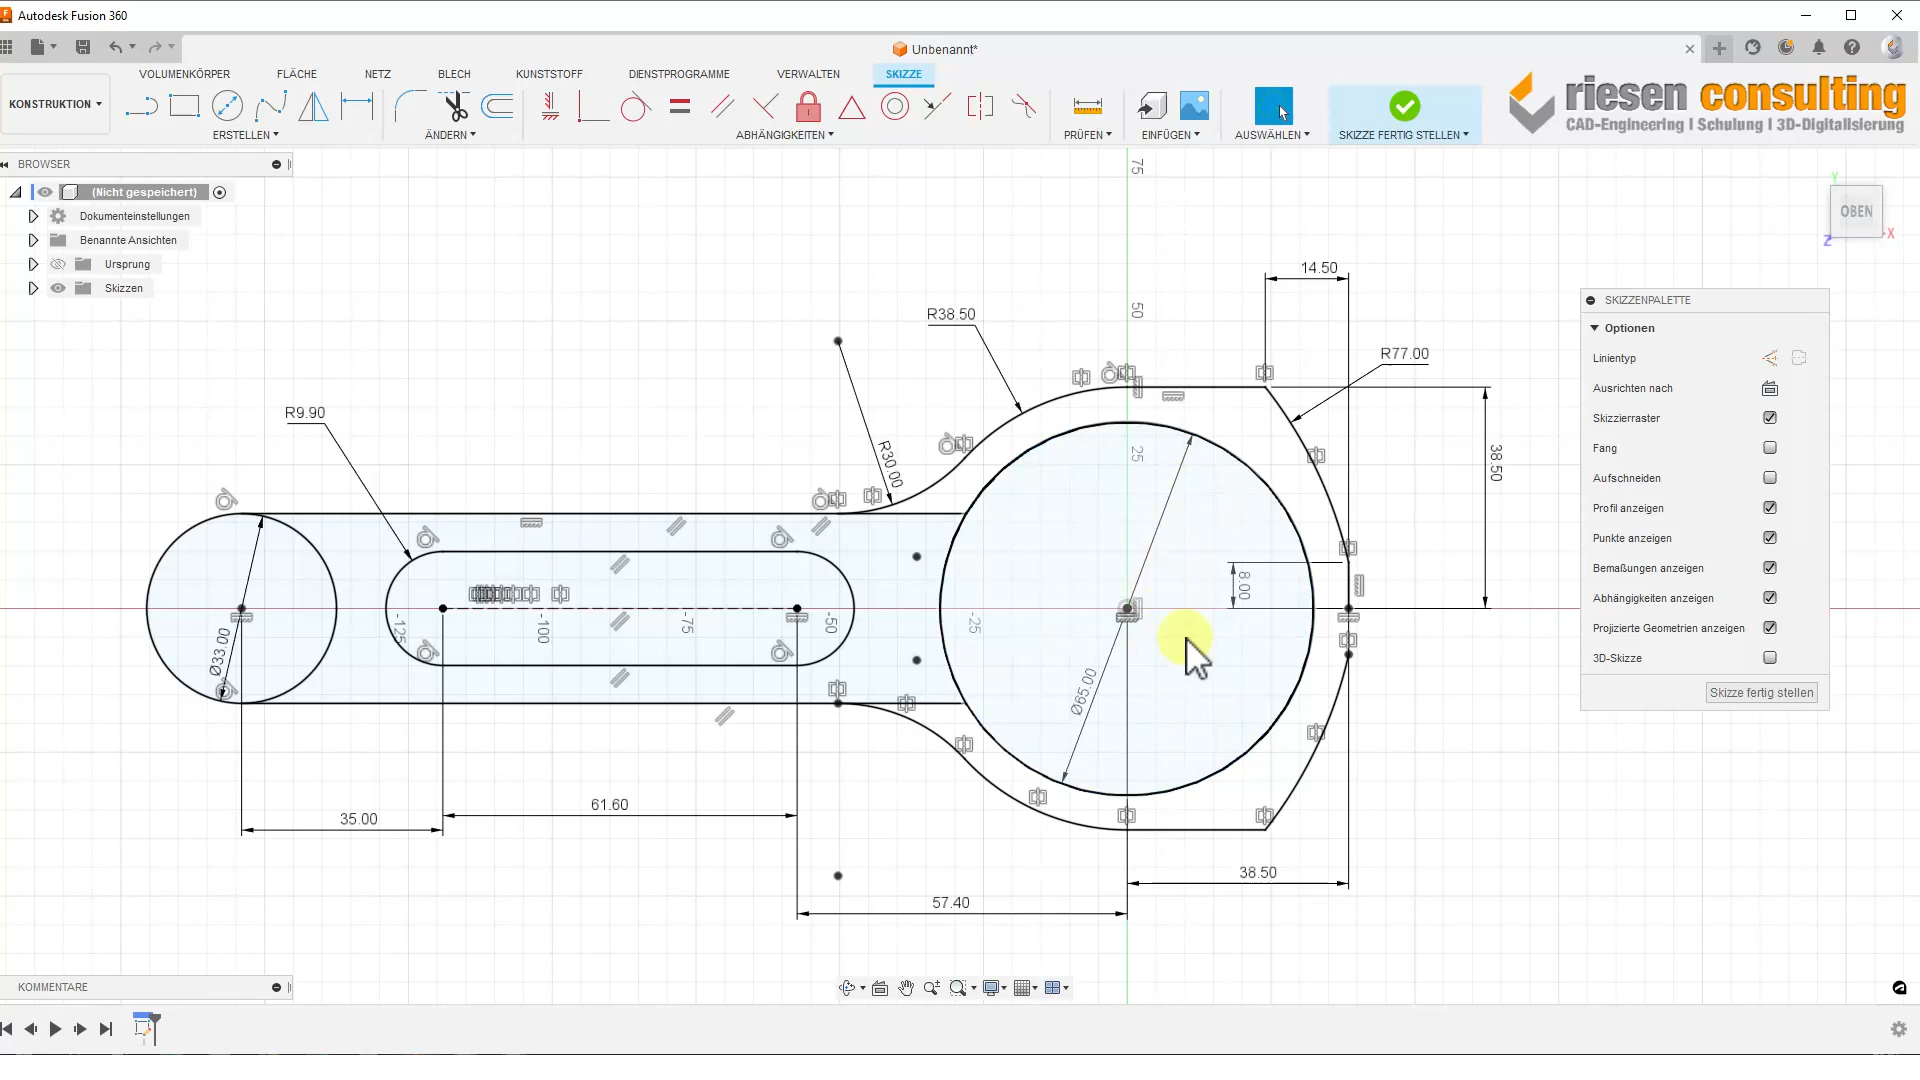 Autodesk Fusion 360
Unbenannt*
VOLUMENKÖRPER FLÄCHE NETZ BLECH KUNSTSTOFF DIENSTPROGRAMME VERWALTEN SKIZZE
KONSTRUKTION
ERSTELLEN ÄNDERN ABHÄNGIGKEITEN PRÜFEN EINFÜGEN AUSWÄHLEN SKIZZE FERTIG STELLEN
riesen consulting
CAD-Engineering I Schulung I 3D-Digitalisierung
BROWSER
(Nicht gespeichert)
Dokumenteinstellungen
Benannte Ansichten
Ursprung
Skizzen
OBEN
Y
X
Z
75
50
25
-25
-50
-75
-100
-125
14.50
R38.50
R77.00
R9.90
R30.00
38.50
8.00
Ø33.00
Ø65.00
61.60
35.00
38.50
57.40
SKIZZENPALETTE
Optionen
Linientyp
Ausrichten nach
Skizzierraster
Fang
Aufschneiden
Profil anzeigen
Punkte anzeigen
Bemaßungen anzeigen
Abhängigkeiten anzeigen
Projizierte Geometrien anzeigen
3D-Skizze
Skizze fertig stellen
KOMMENTARE